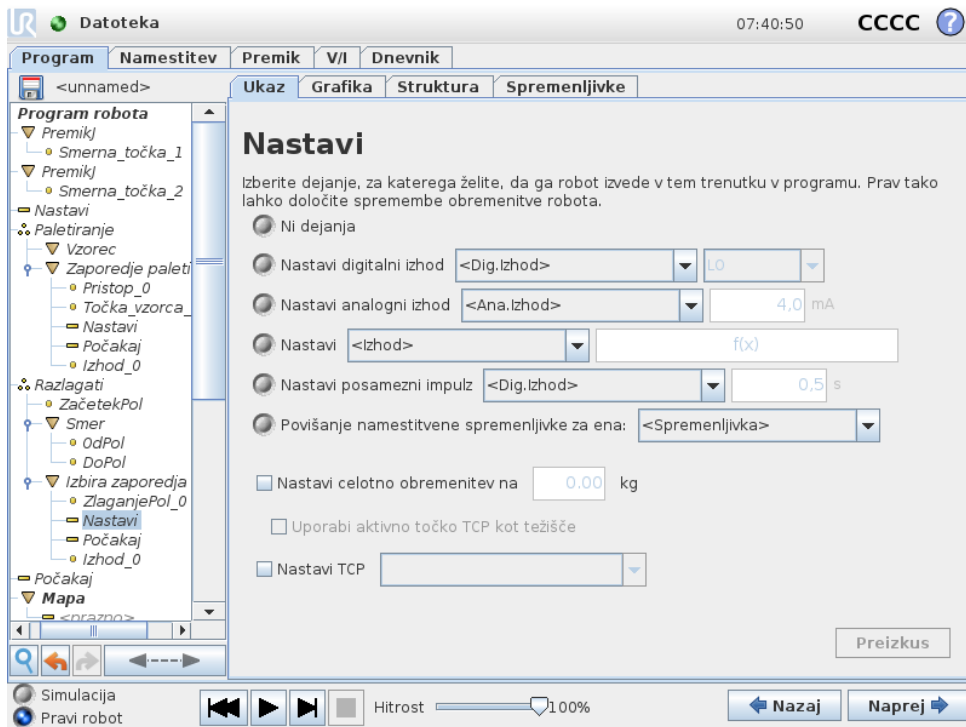 UR Datoteka 07:40:50 CCCC ?
Program Namestitev Premik V/I Dnevnik
<unnamed>
Ukaz Grafika Struktura Spremenljivke
Program robota
PremikJ
Smerna_točka_1
PremikJ
Smerna_točka_2
Nastavi
Paletiranje
Vzorec
Zaporedje paleti
Pristop_0
Točka_vzorca_
Nastavi
Počakaj
Izhod_0
Razlagati
ZačetekPol
Smer
OdPol
DoPol
Izbira zaporedja
ZlaganjePol_0
Nastavi
Počakaj
Izhod_0
Počakaj
Mapa
<prazno>
Nastavi
Izberite dejanje, za katerega želite, da ga robot izvede v tem trenutku v programu. Prav tako
lahko določite spremembe obremenitve robota.
Ni dejanja
Nastavi digitalni izhod <Dig.Izhod> LO
Nastavi analogni izhod <Ana.Izhod> 4,0 mA
Nastavi <Izhod> f(x)
Nastavi posamezni impulz <Dig.Izhod> 0,5 s
Povišanje namestitvene spremenljivke za ena: <Spremenljivka>
Nastavi celotno obremenitev na 0.00 kg
Uporabi aktivno točko TCP kot težišče
Nastavi TCP
Preizkus
Simulacija
Pravi robot
Hitrost 100%
Nazaj Naprej